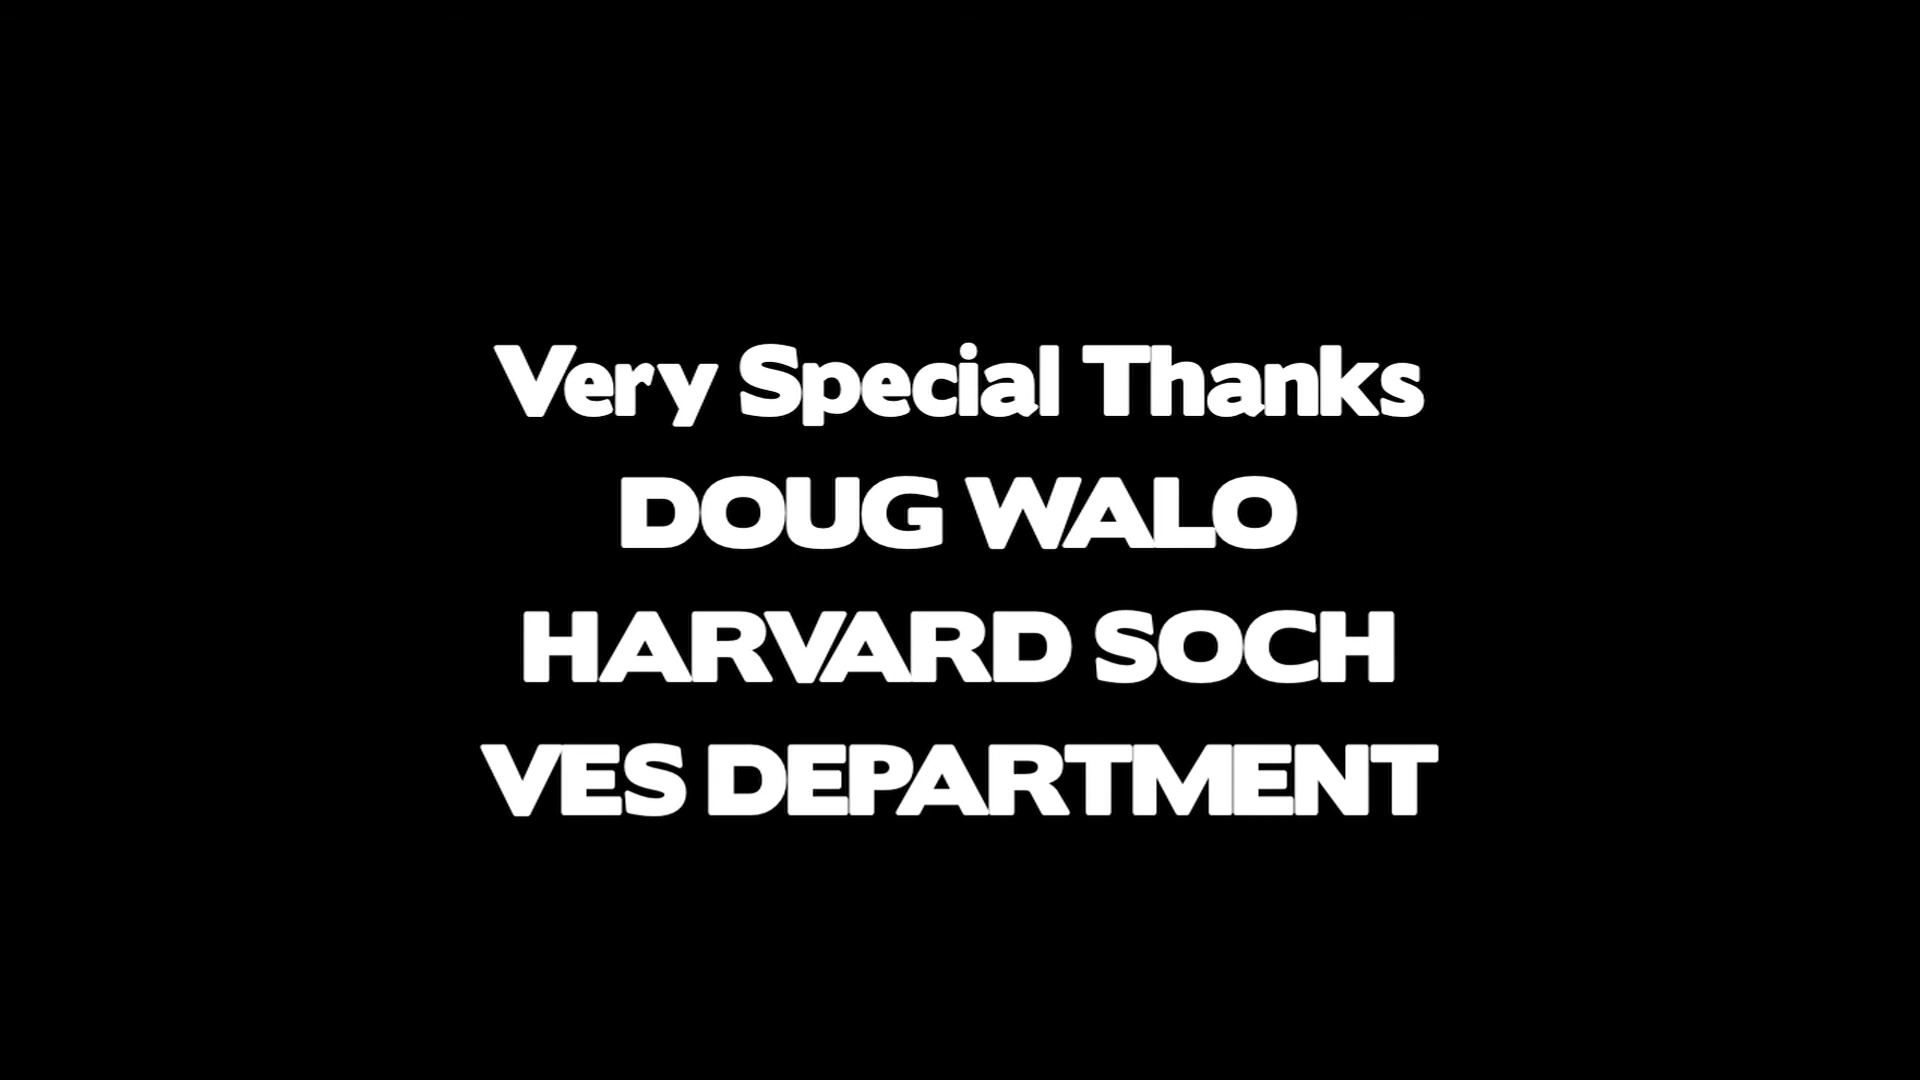 Very Special Thanks
DOUG WALO
HARVARD SOCH
VES DEPARTMENT